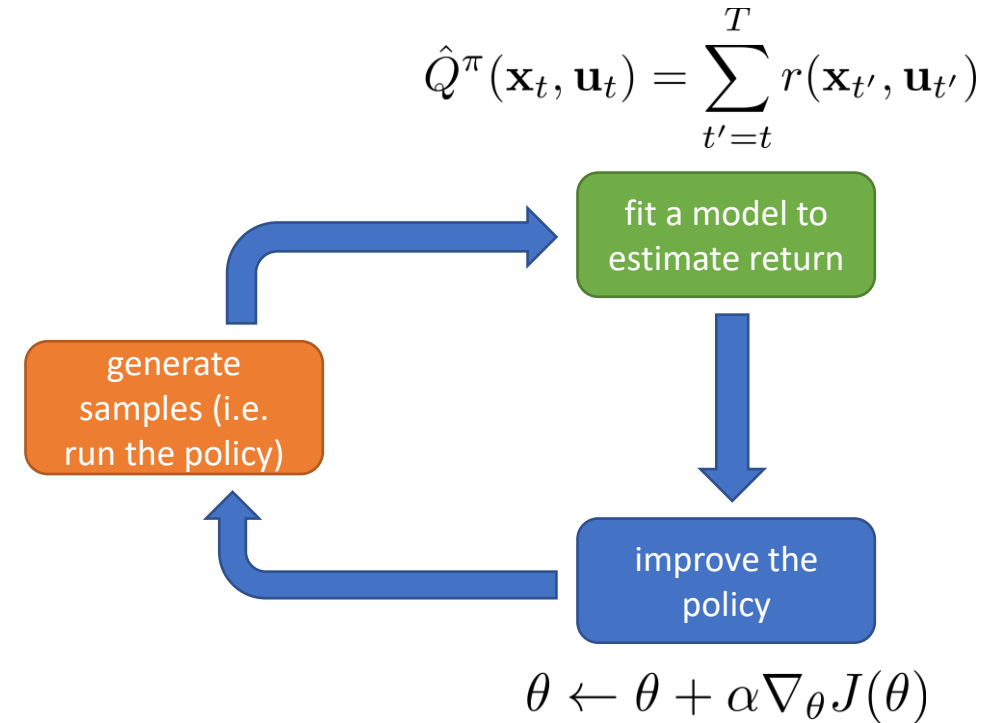 Q̂^π(x_t, u_t) = ∑_{t'=t}^{T} r(x_{t'}, u_{t'})
fit a model to
estimate return
generate
samples (i.e.
run the policy)
improve the
policy
θ ← θ + α∇_θ J(θ)